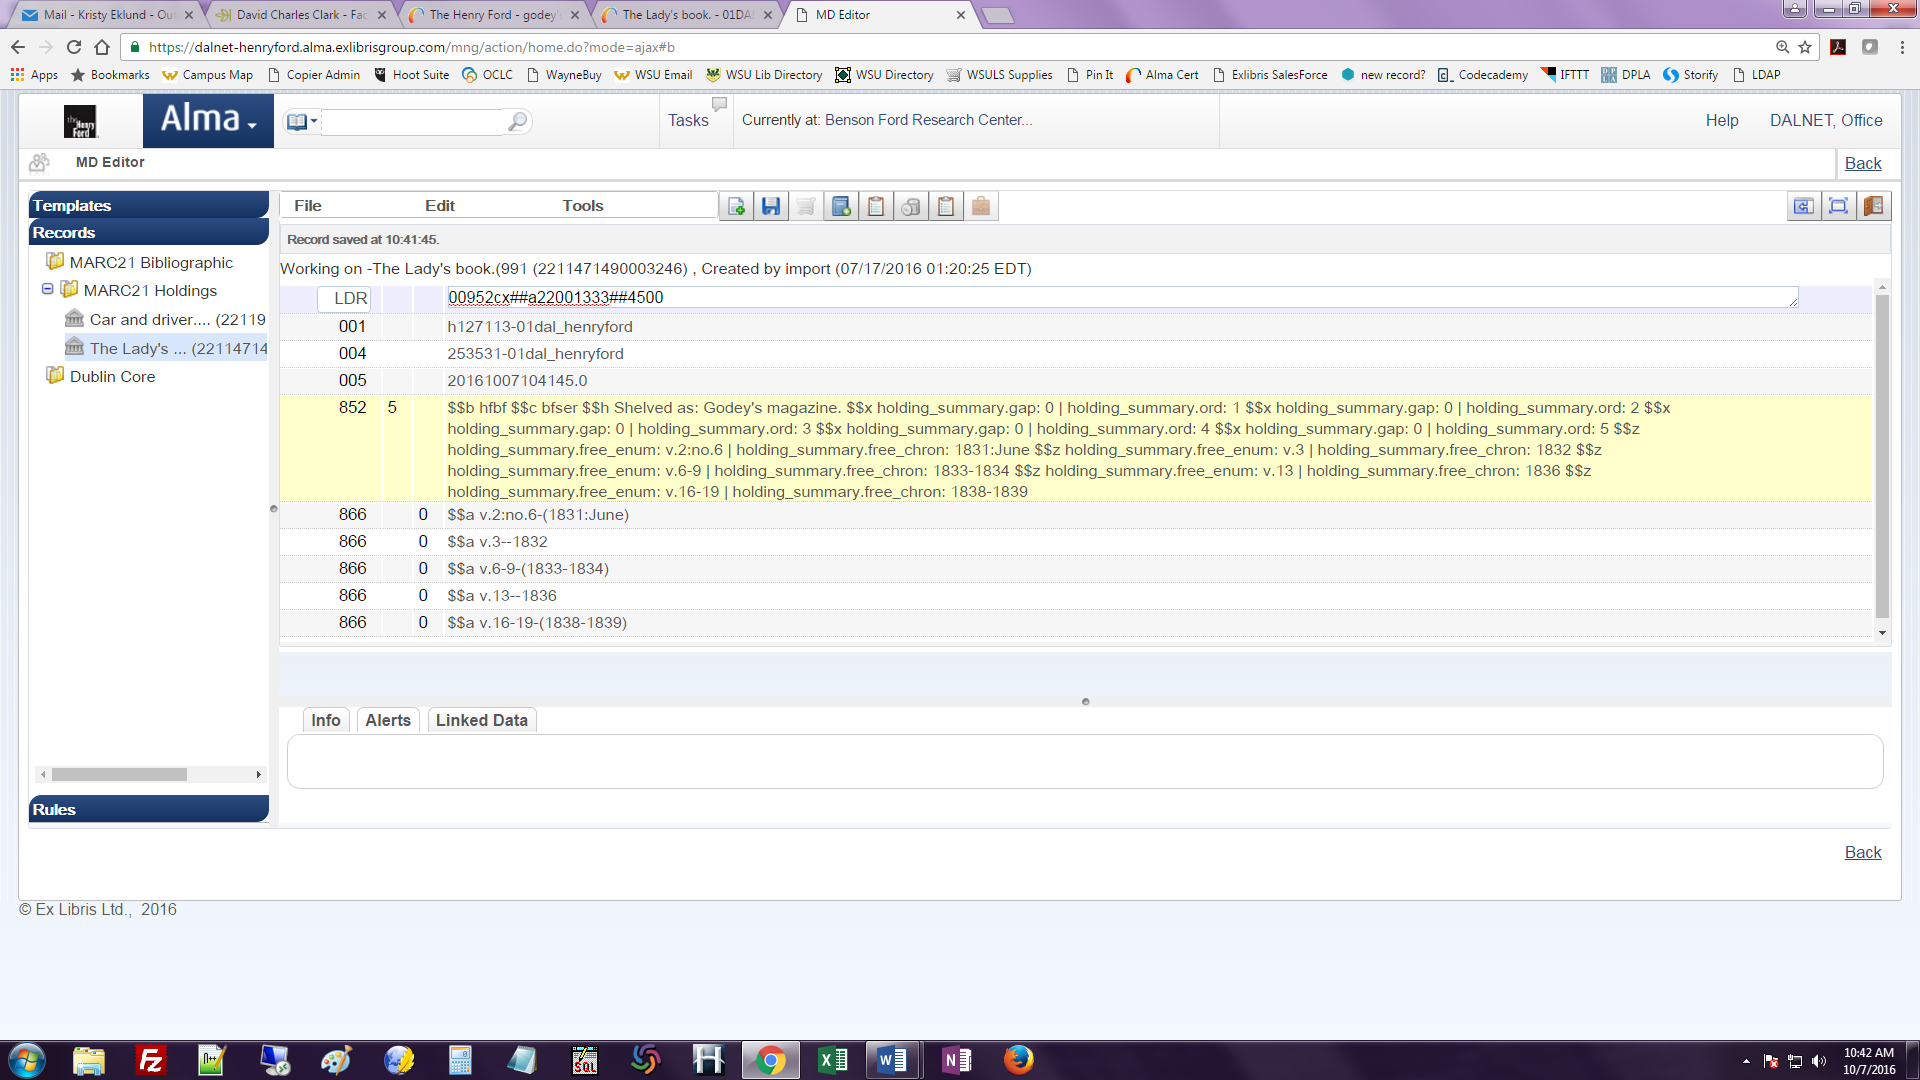 Mail - Kristy Eklund - Out
David Charles Clark - Fac
The Henry Ford - godey's
The Lady's book. - 01DAL
MD Editor
https://dalnet-henryford.alma.exlibrisgroup.com/mng/action/home.do?mode=ajax#b
Apps Bookmarks Campus Map Copier Admin Hoot Suite OCLC WayneBuy WSU Email WSU Lib Directory WSU Directory WSULS Supplies Pin It Alma Cert Exlibris SalesForce new record? Codecademy IFTTT DPLA Storify LDAP
the Henry Ford
Alma
Tasks
Currently at: Benson Ford Research Center...
Help
DALNET, Office
MD Editor
Back
Templates
Records
MARC21 Bibliographic
MARC21 Holdings
Car and driver.... (22119
The Lady's ... (22114714
Dublin Core
Rules
File Edit Tools
Record saved at 10:41:45.
Working on -The Lady's book.(991 (2211471490003246) , Created by import (07/17/2016 01:20:25 EDT)
LDR 00952cx##a22001333##4500
001 h127113-01dal_henryford
004 253531-01dal_henryford
005 20161007104145.0
852 5 $$b hfbf $$c bfser $$h Shelved as: Godey's magazine. $$x holding_summary.gap: 0 | holding_summary.ord: 1 $$x holding_summary.gap: 0 | holding_summary.ord: 2 $$x
holding_summary.gap: 0 | holding_summary.ord: 3 $$x holding_summary.gap: 0 | holding_summary.ord: 4 $$x holding_summary.gap: 0 | holding_summary.ord: 5 $$z
holding_summary.free_enum: v.2:no.6 | holding_summary.free_chron: 1831:June $$z holding_summary.free_enum: v.3 | holding_summary.free_chron: 1832 $$z
holding_summary.free_enum: v.6-9 | holding_summary.free_chron: 1833-1834 $$z holding_summary.free_enum: v.13 | holding_summary.free_chron: 1836 $$z
holding_summary.free_enum: v.16-19 | holding_summary.free_chron: 1838-1839
866 0 $$a v.2:no.6-(1831:June)
866 0 $$a v.3--1832
866 0 $$a v.6-9-(1833-1834)
866 0 $$a v.13--1836
866 0 $$a v.16-19-(1838-1839)
Info Alerts Linked Data
Back
© Ex Libris Ltd., 2016
10:42 AM
10/7/2016